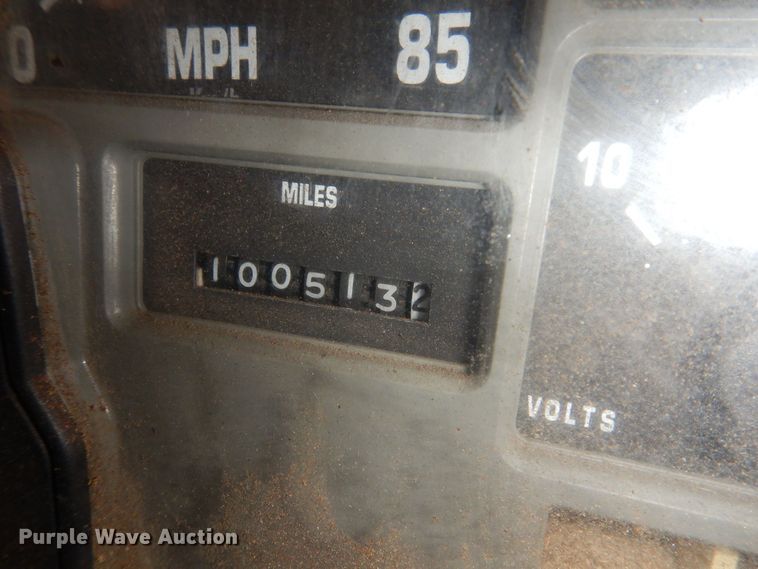 0 MPH 85
10
MILES
1005132
VOLTS
Purple Wave Auction